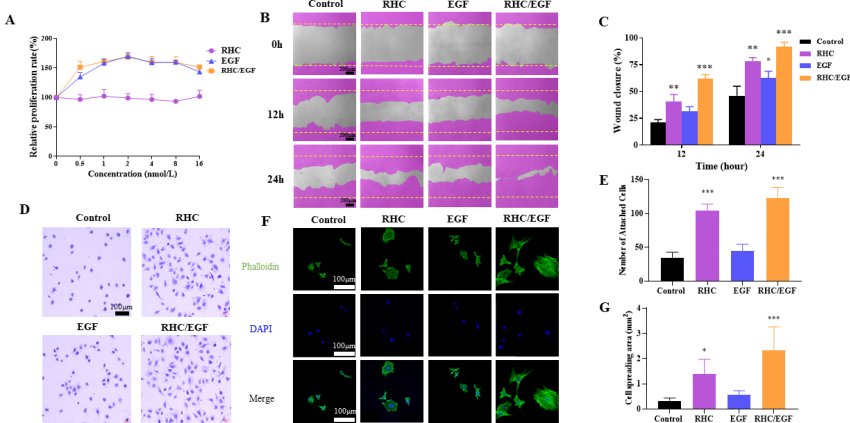 A
Relative proliferation rate(%)
200
150
100
50
0
0
0.5
1
2
4
8
16
Concentration (nmol/L)
RHC
EGF
RHC/EGF
B
Control
RHC
EGF
RHC/EGF
0h
12h
24h
C
Wound closure (%)
100
75
50
25
0
**
***
**
*
***
12
24
Time (hour)
Control
RHC
EGF
RHC/EGF
D
Control
RHC
100μm
EGF
RHC/EGF
F
Control
RHC
EGF
RHC/EGF
Phalloidin
100μm
DAPI
100μm
Merge
100μm
E
Nember of Attached Cells
150
100
50
0
***
***
Control
RHC
EGF
RHC/EGF
G
Cell spreading area (mm²)
4
3
2
1
0
*
***
Control
RHC
EGF
RHC/EGF